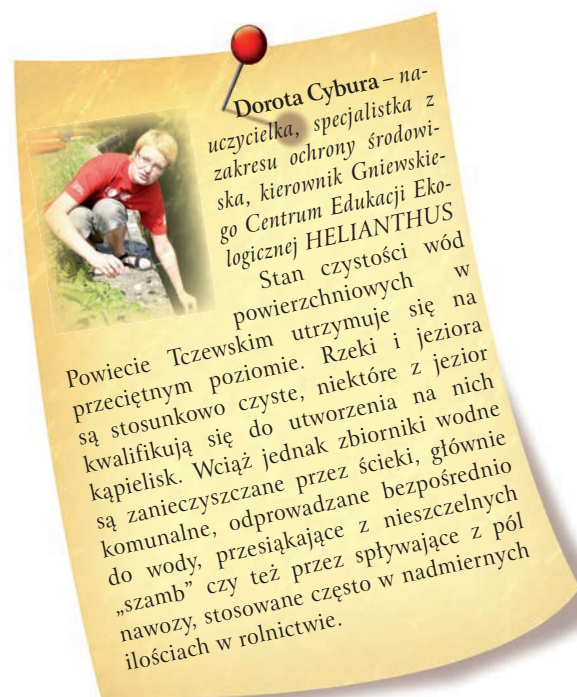 Dorota Cybura – na-
uczycielka, specjalistka z
zakresu ochrony środowi-
ska, kierownik Gniewskie-
go Centrum Edukacji Eko-
logicznej HELIANTHUS
Stan czystości wód
powierzchniowych w
Powiecie Tczewskim utrzymuje się na
przeciętnym poziomie. Rzeki i jeziora
są stosunkowo czyste, niektóre z jezior
kwalifikują się do utworzenia na nich
kąpielisk. Wciąż jednak zbiorniki wodne
są zanieczyszczane przez ścieki, głównie
komunalne, odprowadzane bezpośrednio
do wody, przesiąkające z nieszczelnych
„szamb” czy też przez spływające z pól
nawozy, stosowane często w nadmiernych
ilościach w rolnictwie.